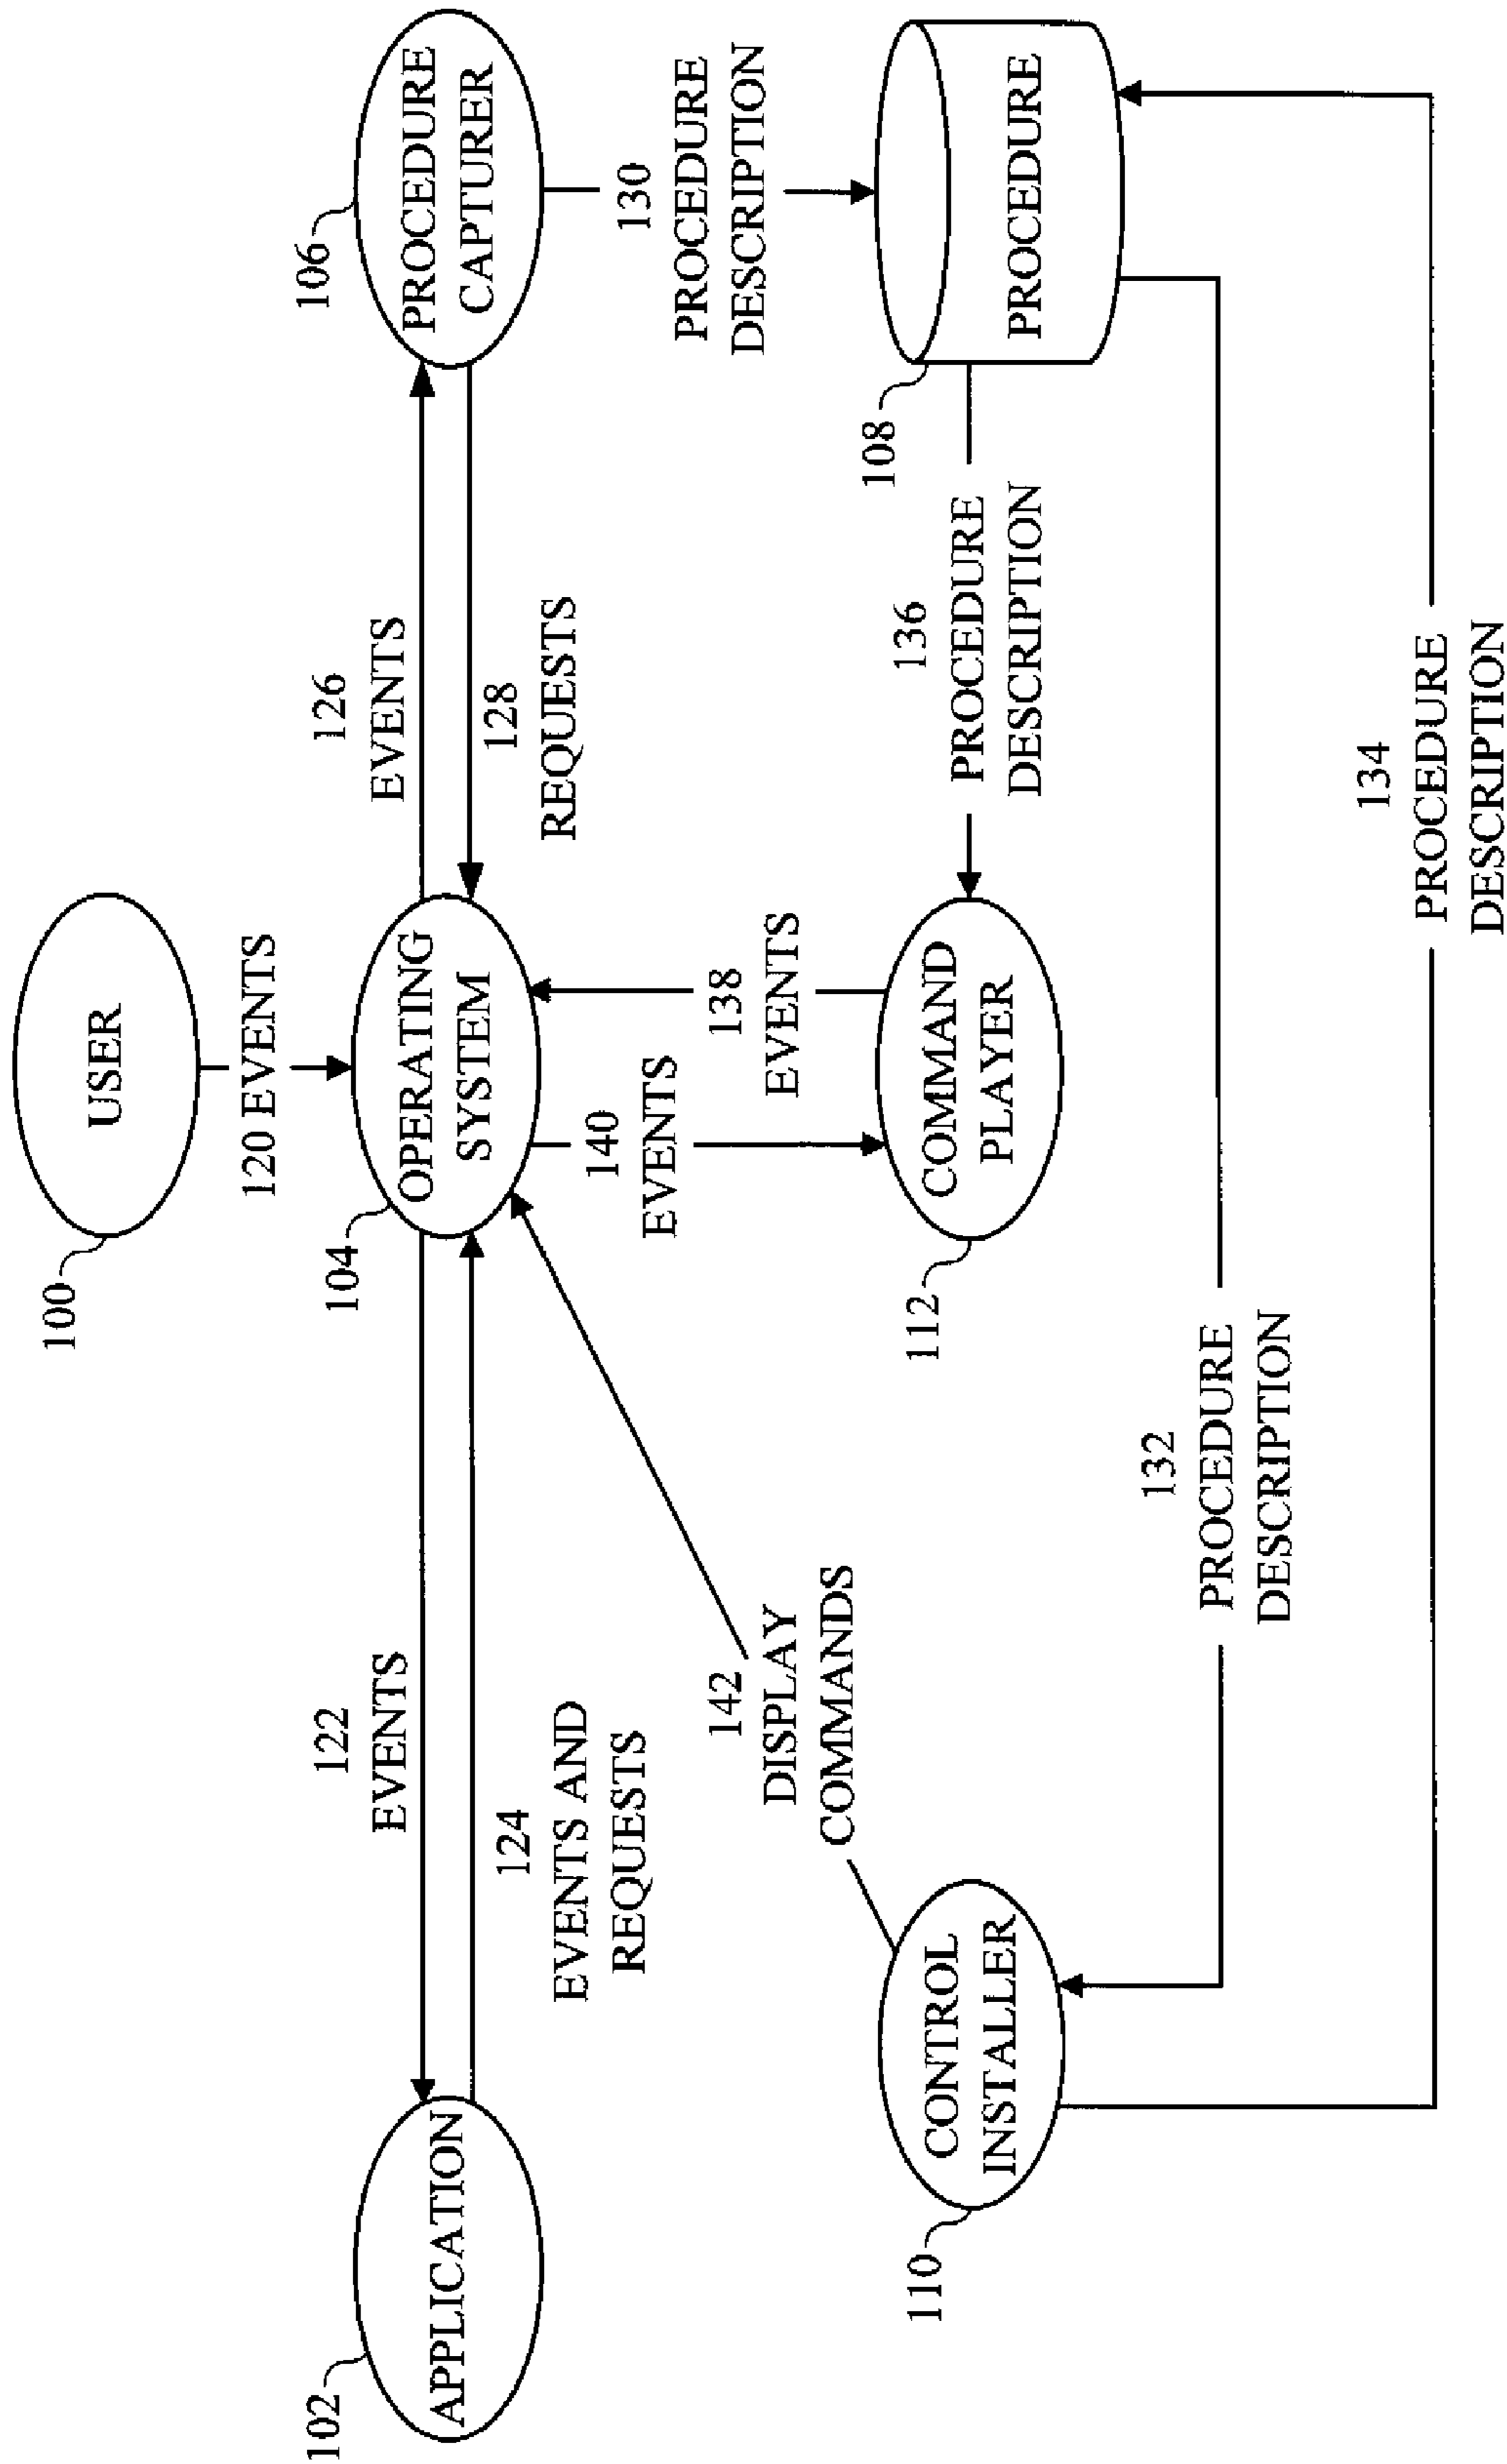 100
USER
120 EVENTS
122
EVENTS
126
EVENTS
102
APPLICATION
104
OPERATING
SYSTEM
106
PROCEDURE
CAPTURER
124
EVENTS AND
REQUESTS
128
REQUESTS
140
EVENTS
138
EVENTS
130
PROCEDURE
DESCRIPTION
142
DISPLAY
COMMANDS
110
CONTROL
INSTALLER
112
COMMAND
PLAYER
136
PROCEDURE
DESCRIPTION
108
PROCEDURE
132
PROCEDURE
DESCRIPTION
134
PROCEDURE
DESCRIPTION